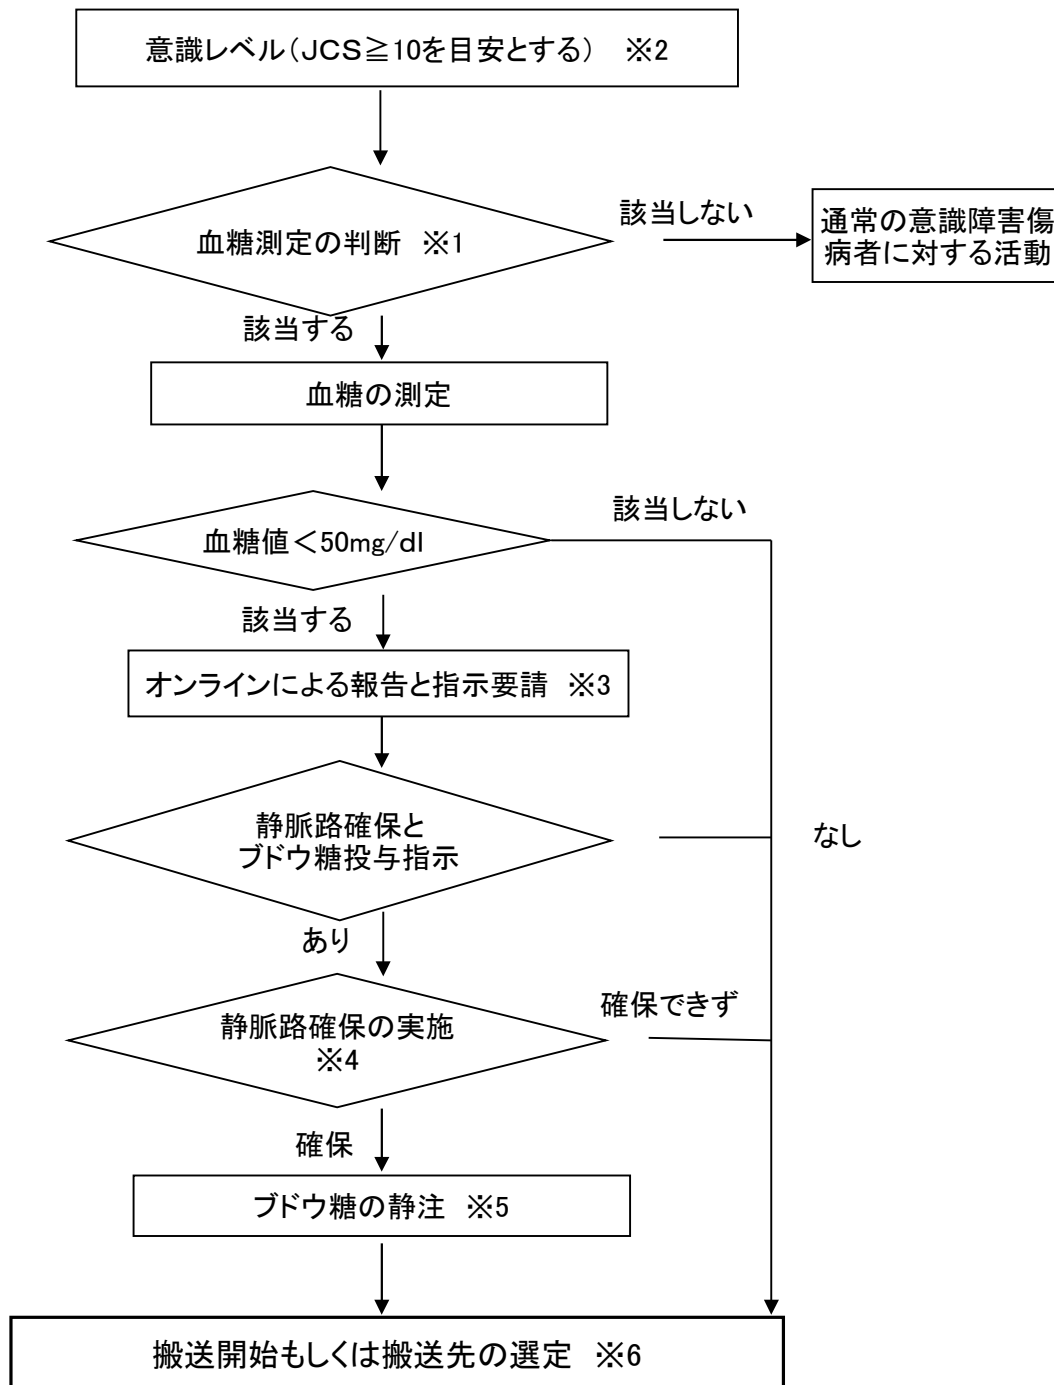 意識レベル（JCS≧10を目安とする）　※2
血糖測定の判断　※1
該当しない
通常の意識障害傷
病者に対する活動
該当する
血糖の測定
該当しない
血糖値＜50mg/dl
該当する
オンラインによる報告と指示要請　※3
静脈路確保と
ブドウ糖投与指示
なし
あり
確保できず
静脈路確保の実施
※4
確保
ブドウ糖の静注　※5
搬送開始もしくは搬送先の選定　※6